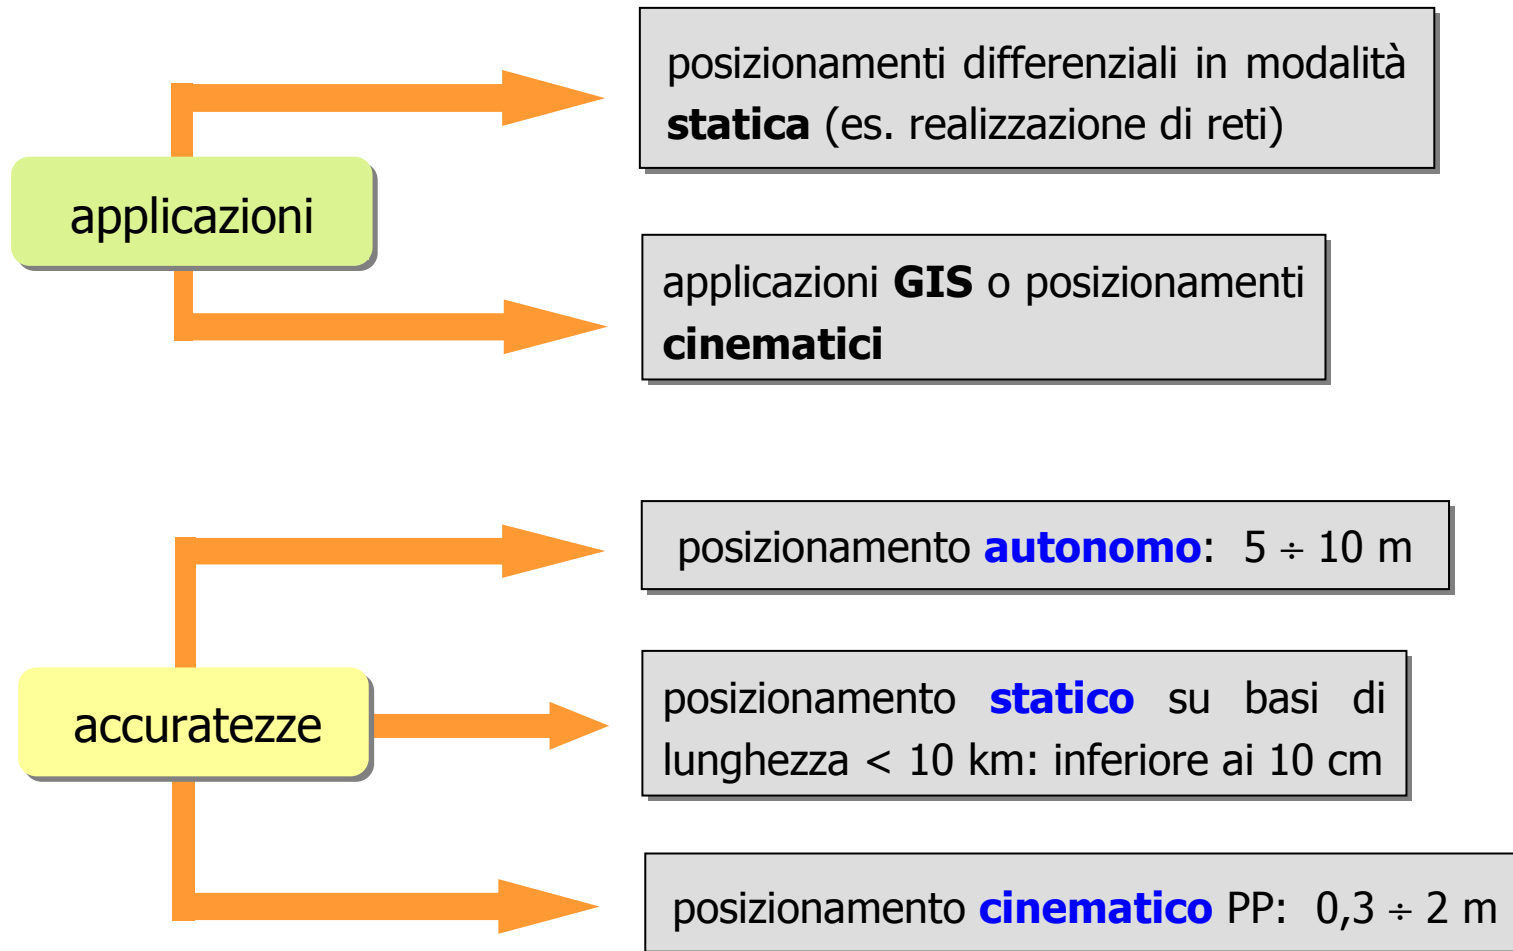 posizionamenti differenziali in modalità
statica (es. realizzazione di reti)
applicazioni
applicazioni GIS o posizionamenti
cinematici
posizionamento autonomo: 5 ÷ 10 m
posizionamento statico su basi di
lunghezza < 10 km: inferiore ai 10 cm
accuratezze
posizionamento cinematico PP: 0,3 ÷ 2 m